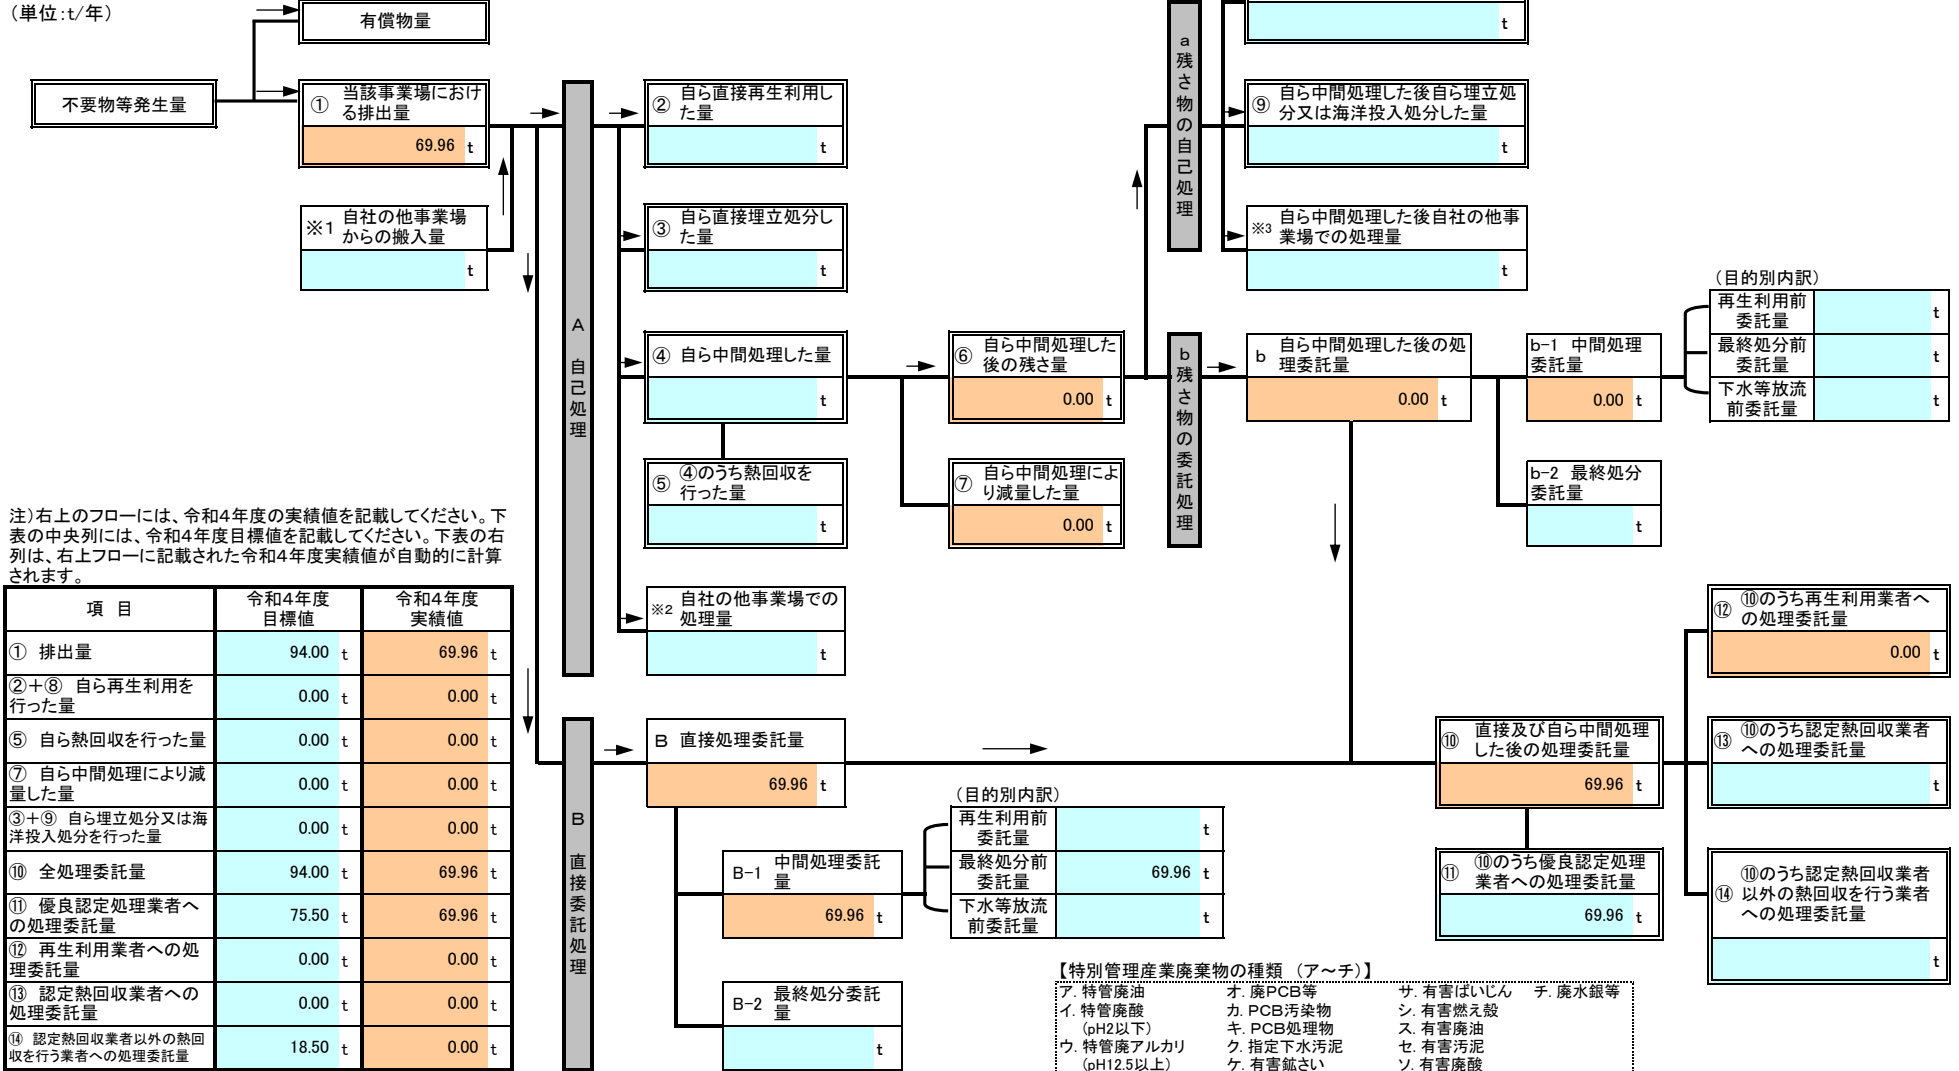 （単位：t/年）
有償物量
不要物等発生量
① 当該事業場におけ
る排出量
69.96 t
※1 自社の他事業場
からの搬入量
t
A 自己処理
② 自ら直接再生利用し
た量
t
③ 自ら直接埋立処分し
た量
t
④ 自ら中間処理した量
t
⑤ ④のうち熱回収を
行った量
t
※2 自社の他事業場での
処理量
t
⑥ 自ら中間処理した
後の残さ量
0.00 t
⑦ 自ら中間処理によ
り減量した量
0.00 t
a 残さ物の自己処理
t
⑨ 自ら中間処理した後自ら埋立処
分又は海洋投入処分した量
t
※3 自ら中間処理した後自社の他事
業場での処理量
t
b 残さ物の委託処理
b 自ら中間処理した後の処
理委託量
0.00 t
b-1 中間処理
委託量
0.00 t
b-2 最終処分
委託量
t
（目的別内訳）
再生利用前
委託量
t
最終処分前
委託量
t
下水等放流
前委託量
t
注）右上のフローには、令和４年度の実績値を記載してください。下
表の中央列には、令和４年度目標値を記載してください。下表の右
列は、右上フローに記載された令和４年度実績値が自動的に計算
されます。
項 目 令和４年度
目標値 令和４年度
実績値
① 排出量 94.00 t 69.96 t
②＋⑧ 自ら再生利用を
行った量 0.00 t 0.00 t
⑤ 自ら熱回収を行った量 0.00 t 0.00 t
⑦ 自ら中間処理により減
量した量 0.00 t 0.00 t
③＋⑨ 自ら埋立処分又は海
洋投入処分を行った量 0.00 t 0.00 t
⑩ 全処理委託量 94.00 t 69.96 t
⑪ 優良認定処理業者へ
の処理委託量 75.50 t 69.96 t
⑫ 再生利用業者への処
理委託量 0.00 t 0.00 t
⑬ 認定熱回収業者への
処理委託量 0.00 t 0.00 t
⑭ 認定熱回収業者以外の熱回
収を行う業者への処理委託量 18.50 t 0.00 t
B 直接委託処理
B 直接処理委託量
69.96 t
B-1 中間処理委託
量
69.96 t
B-2 最終処分委託
量
t
（目的別内訳）
再生利用前
委託量
t
最終処分前
委託量
69.96 t
下水等放流
前委託量
t
⑩ 直接及び自ら中間処理
した後の処理委託量
69.96 t
⑪ ⑩のうち優良認定処理
業者への処理委託量
69.96 t
⑫ ⑩のうち再生利用業者へ
の処理委託量
0.00 t
⑬ ⑩のうち認定熱回収業者
への処理委託量
t
⑭ ⑩のうち認定熱回収業者
以外の熱回収を行う業者
への処理委託量
t
【特別管理産業廃棄物の種類 （ア～チ）】
ア. 特管廃油 オ. 廃PCB等 サ. 有害ばいじん チ. 廃水銀等
イ. 特管廃酸 カ. PCB汚染物 シ. 有害燃え殻
（pH2以下） キ. PCB処理物 ス. 有害廃油
ウ. 特管廃アルカリ ク. 指定下水汚泥 セ. 有害汚泥
（pH12.5以上） ケ. 有害鉱さい ソ. 有害廃酸